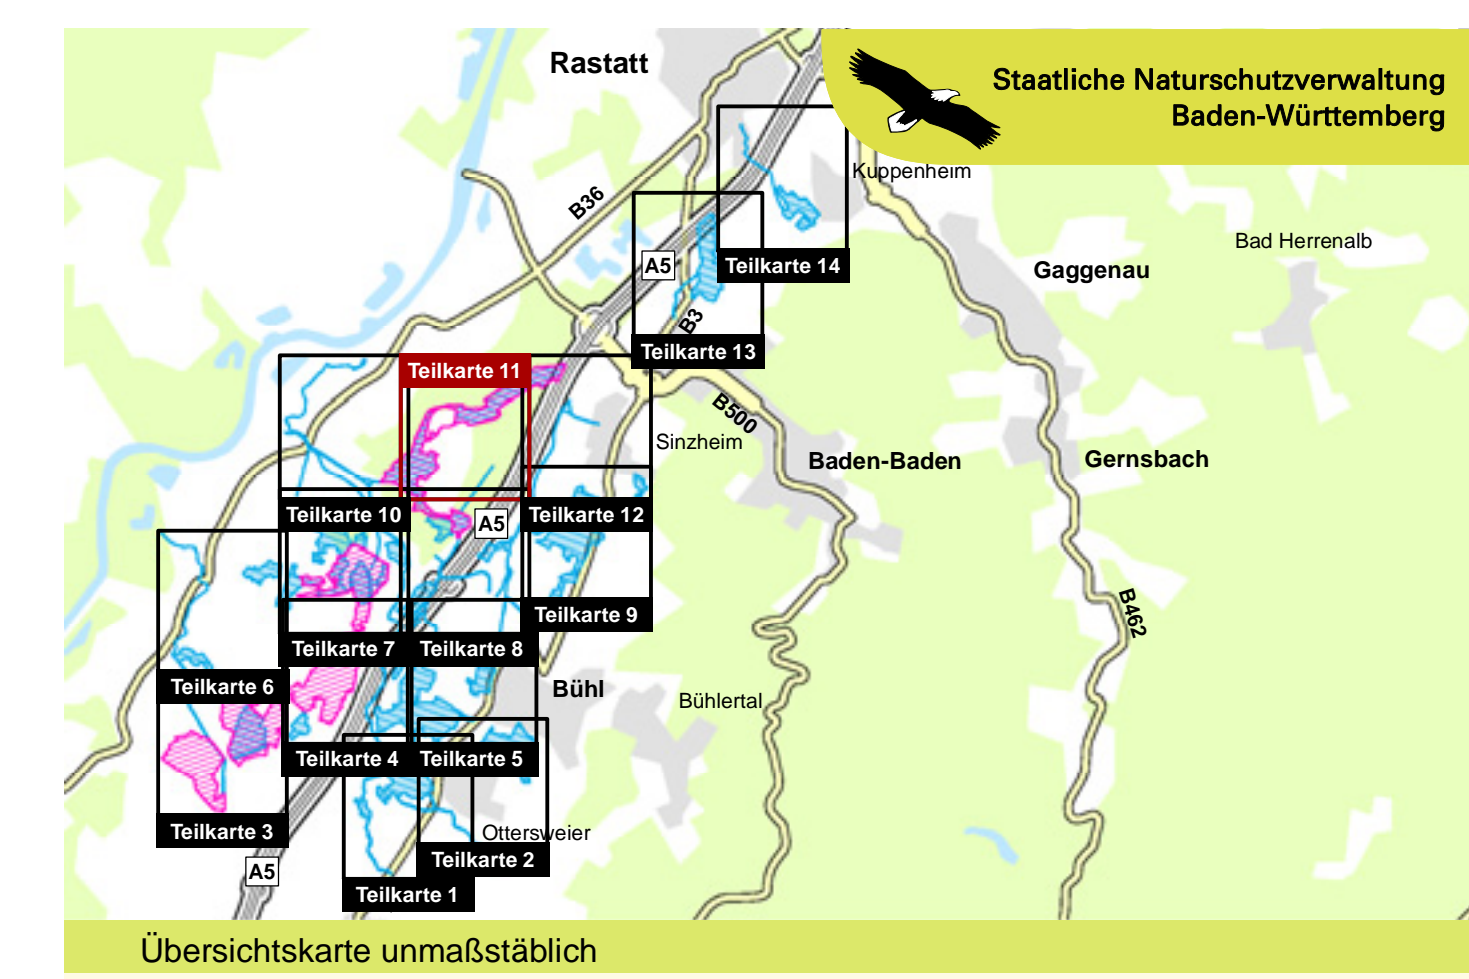 Rastatt
Staatliche Naturschutzverwaltung
Baden-Württemberg
Kuppenheim
B36
Bad Herrenalb
A5
Teilkarte 14
Gaggenau
B3
Teilkarte 13
Teilkarte 11
B500
Sinzheim
Baden-Baden
Gernsbach
Teilkarte 10
A5
Teilkarte 12
B462
Teilkarte 9
Teilkarte 7
Teilkarte 8
Teilkarte 6
Bühl
Bühlertal
Teilkarte 4
Teilkarte 5
Teilkarte 3
Ottersweier
Teilkarte 2
A5
Teilkarte 1
Übersichtskarte unmaßstäblich